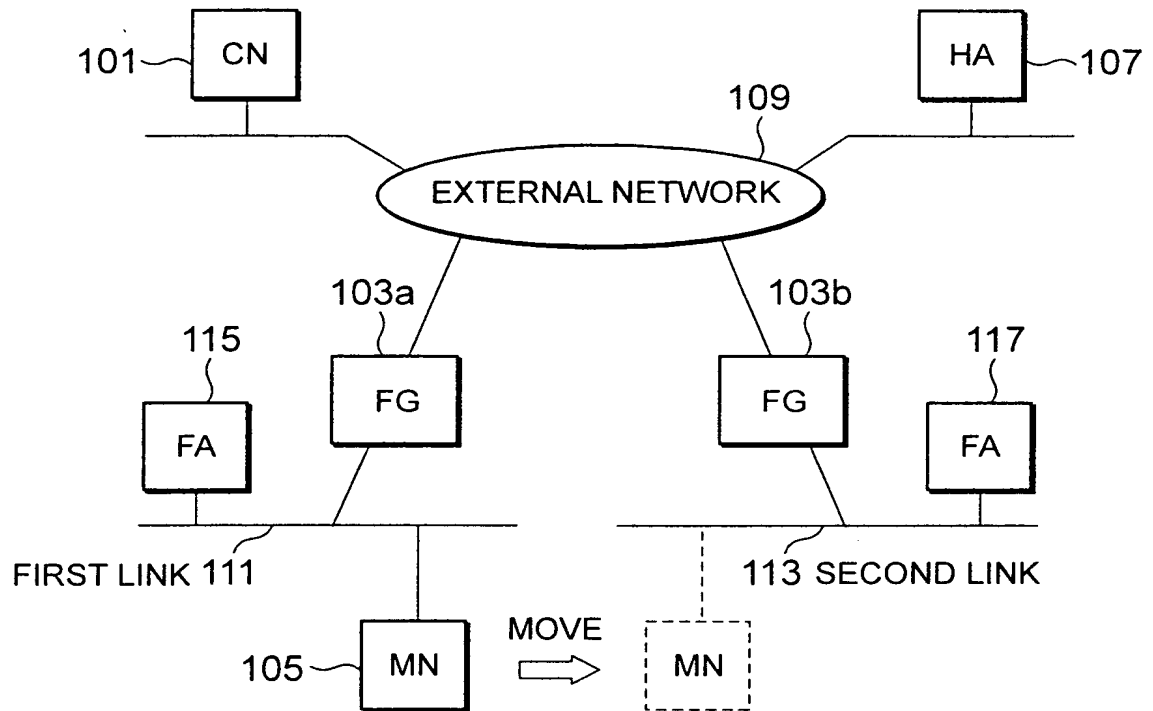 101 CN
HA 107
109
EXTERNAL NETWORK
103a
103b
115
117
FG
FG
FA
FA
FIRST LINK 111
113 SECOND LINK
MOVE
105 MN
MN